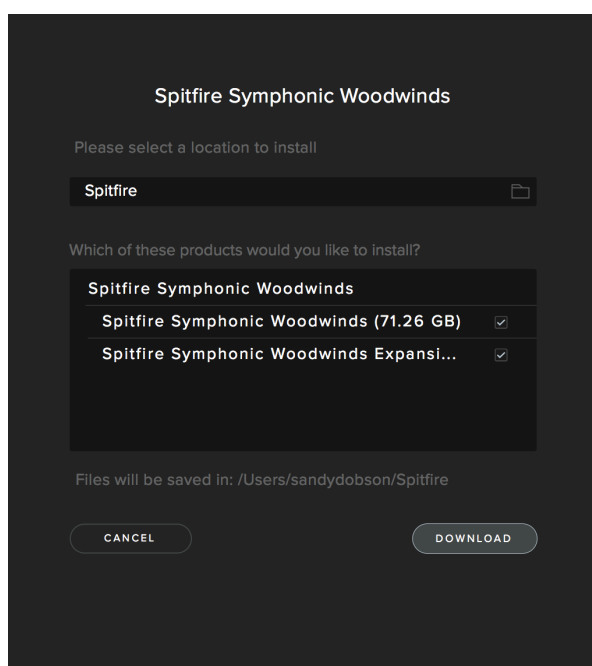 Spitfire Symphonic Woodwinds
Please select a location to install
Spitfire
Which of these products would you like to install?
Spitfire Symphonic Woodwinds
Spitfire Symphonic Woodwinds (71.26 GB)
Spitfire Symphonic Woodwinds Expansi...
Files will be saved in: /Users/sandydobson/Spitfire
CANCEL
DOWNLOAD